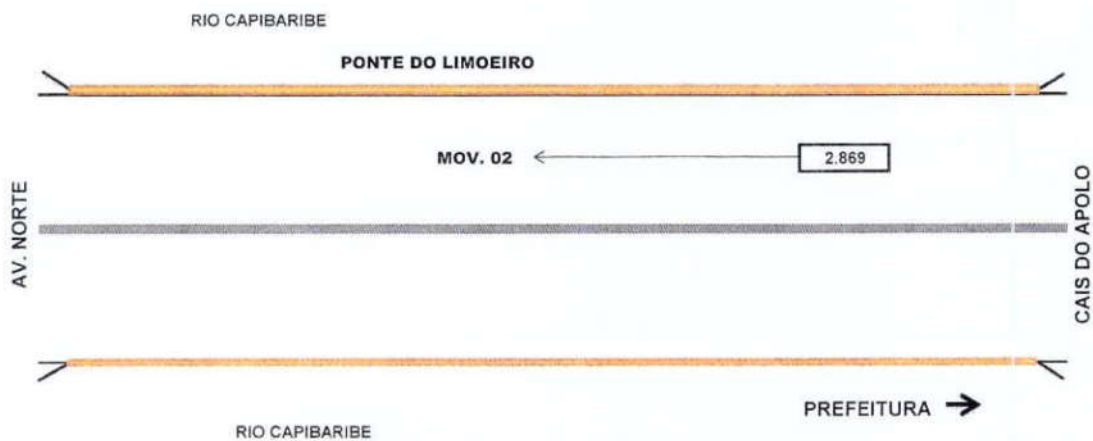 RIO CAPIBARIBE
PONTE DO LIMOEIRO
MOV. 02
2.869
AV. NORTE
CAIS DO APOLO
PREFEITURA
RIO CAPIBARIBE